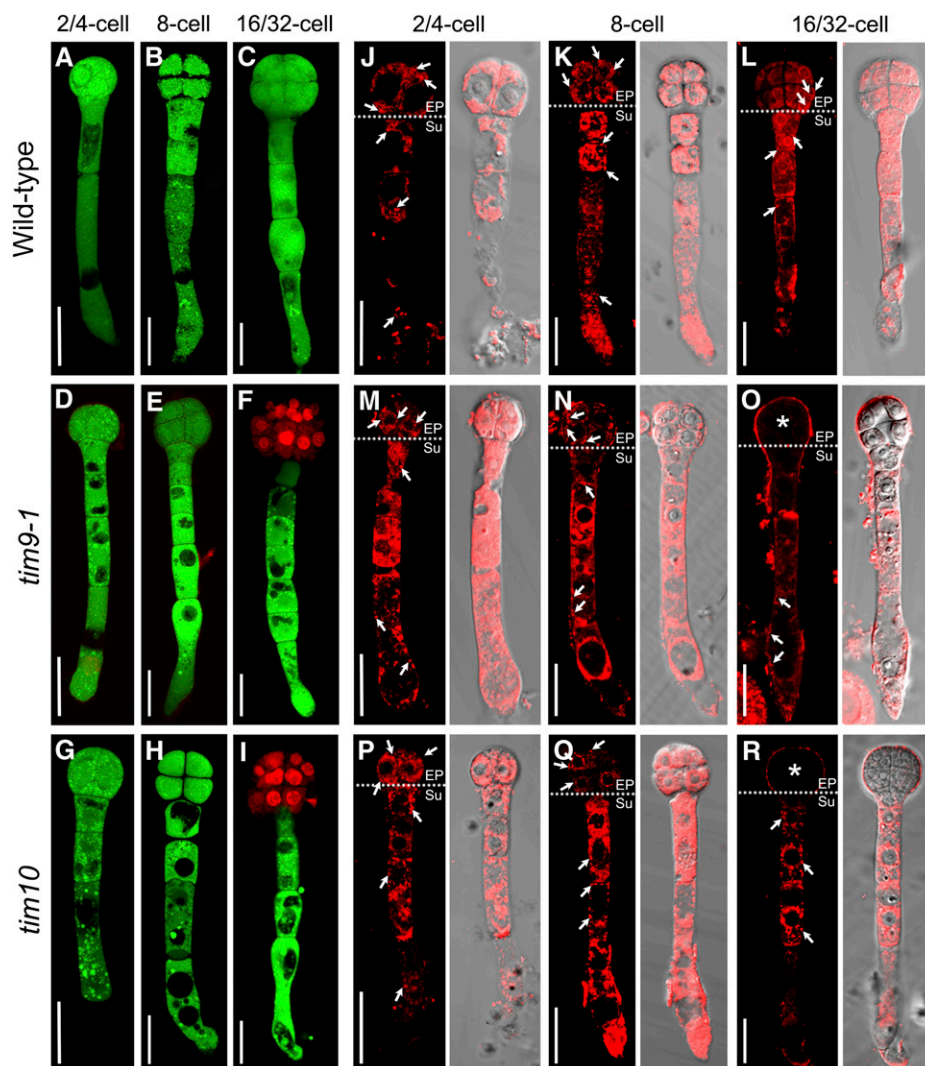 2/4-cell 8-cell 16/32-cell 2/4-cell 8-cell 16/32-cell
Wild-type
A B C J K L
EP EP EP
Su Su Su
tim9-1
D E F M N O
EP EP EP
Su Su Su
*
tim10
G H I P Q R
EP EP EP
Su Su Su
*